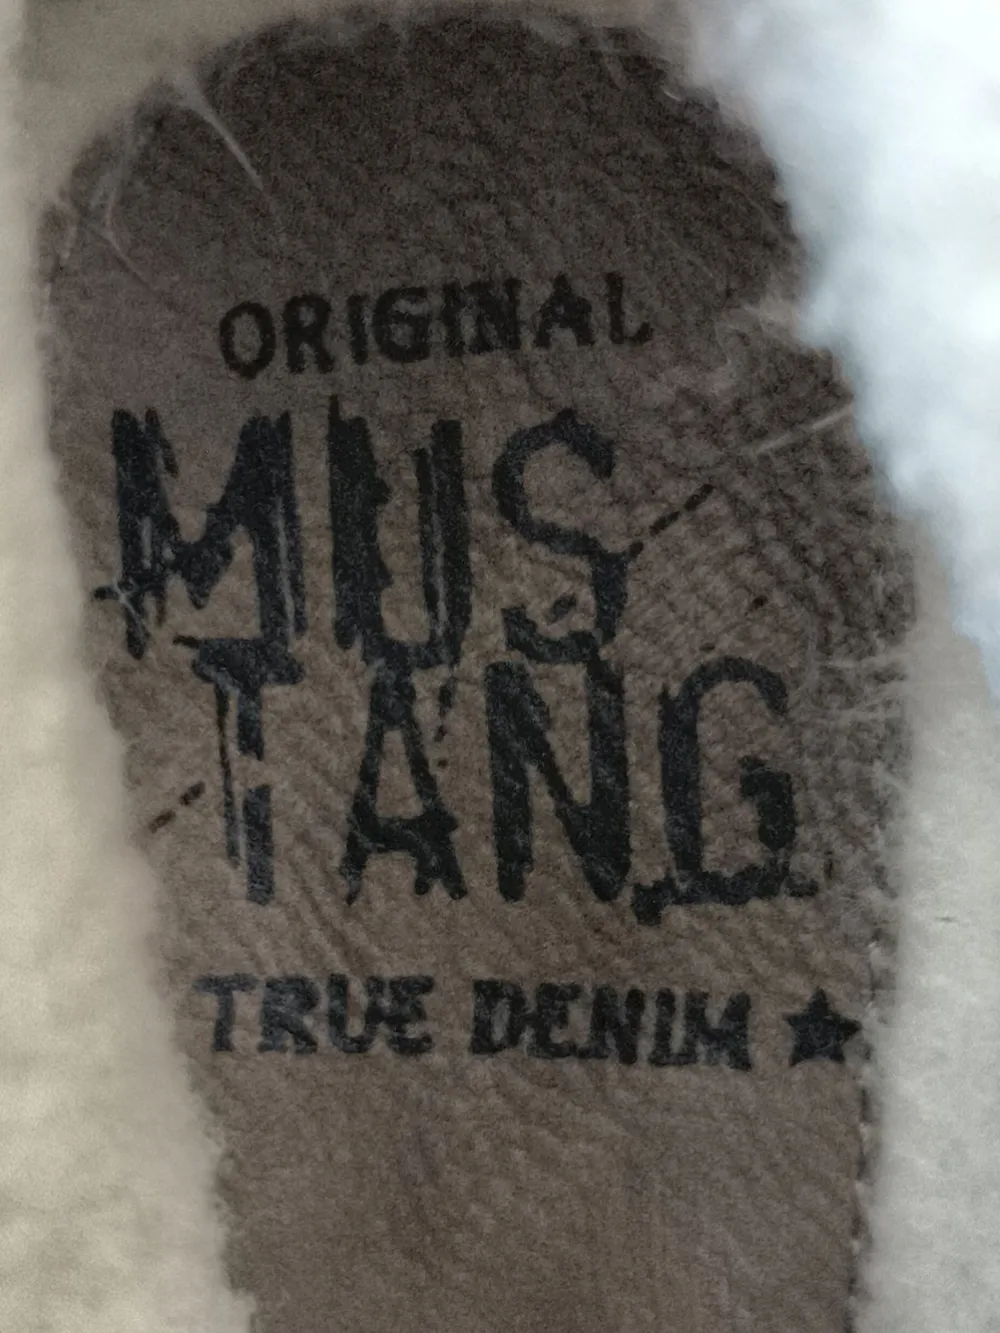 ORIGINAL
MUS
TANG
TRUE DENIM